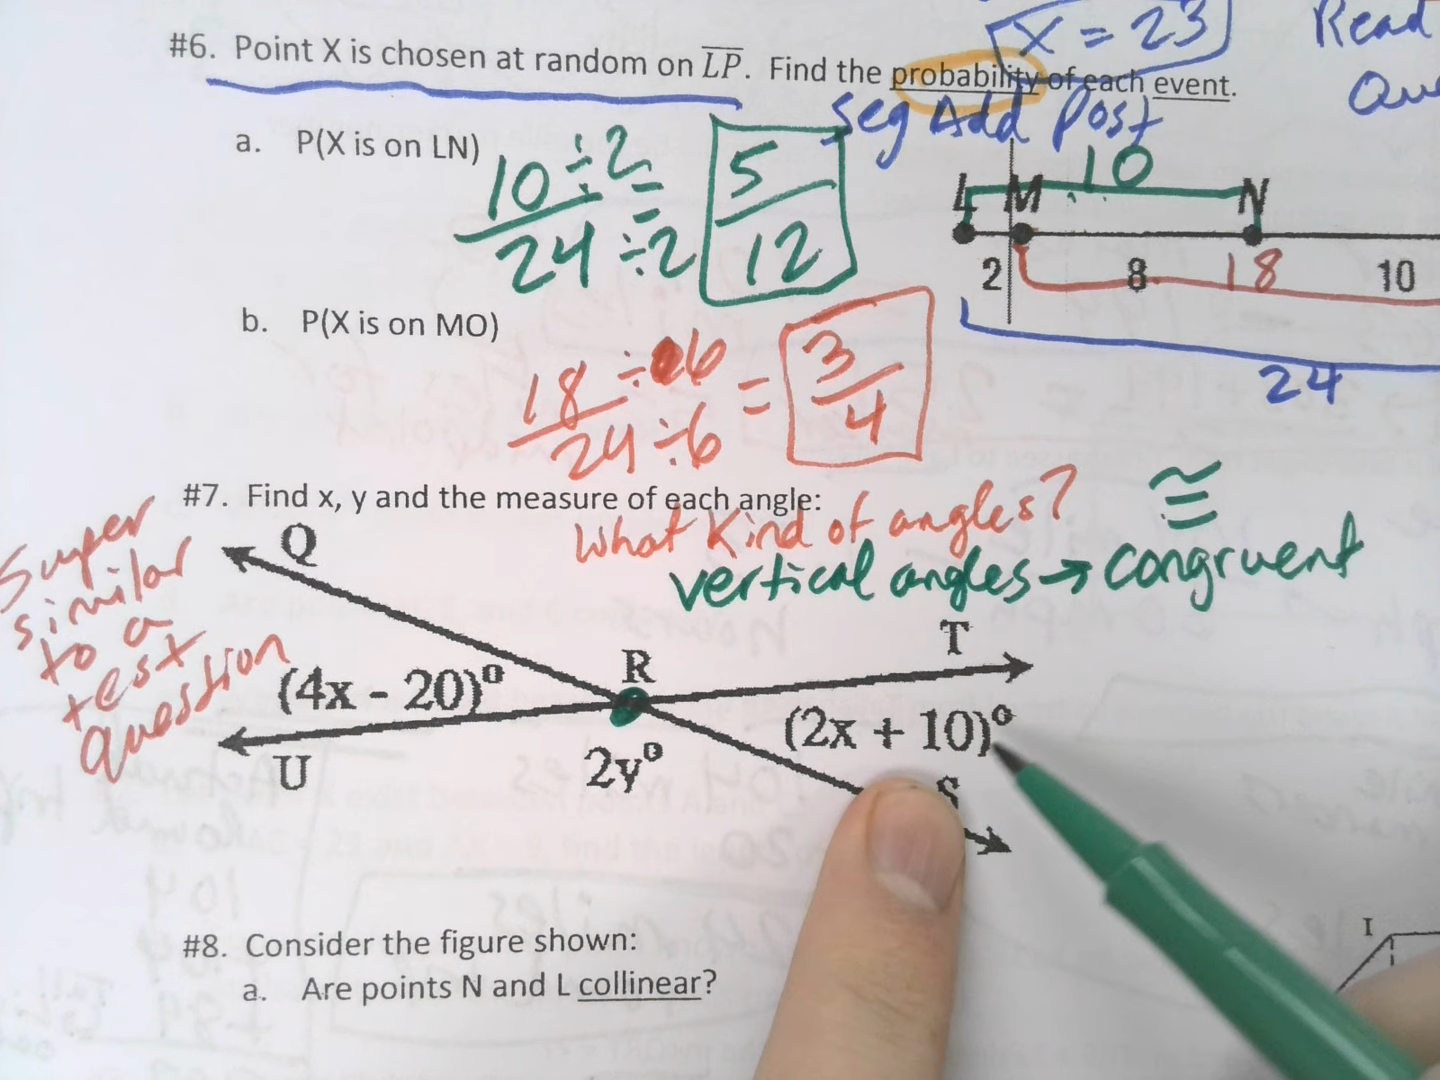 x = 23
Read
#6. Point X is chosen at random on LP. Find the probability of each event.
Seg Add Post
a. P(X is on LN)
10 ÷2 = 5
24 ÷2 = 12
10
L M N
2 8 18 10
24
b. P(X is on MO)
18 ÷6 = 3
24 ÷6 4
#7. Find x, y and the measure of each angle:
What Kind of angles?
≅
vertical angles → congruent
Super
similar
to a
test
question
Q
R
T
(4x - 20)°
(2x + 10)°
U
2y°
S
#8. Consider the figure shown:
I
a. Are points N and L collinear?